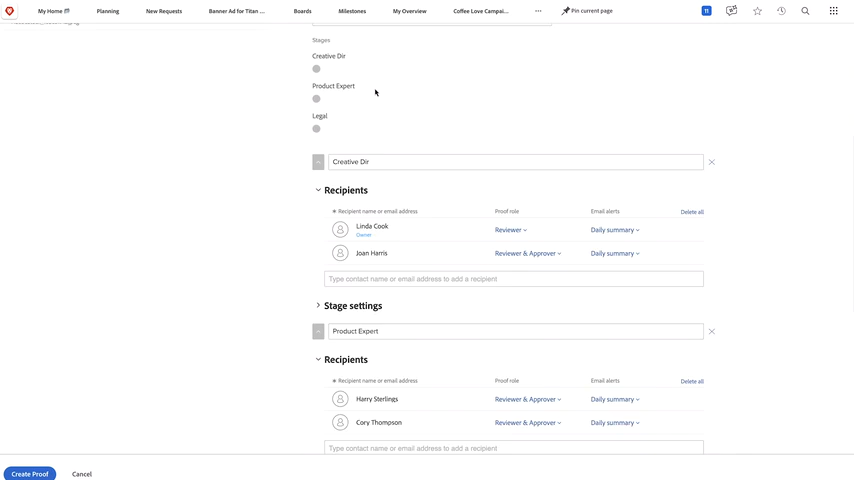 My Home
Planning
New Requests
Banner Ad for Titan ...
Boards
Milestones
My Overview
Coffee Love Campai...
Pin current page
TI
Stages
Creative Dir
Product Expert
Legal
Creative Dir
Recipients
✱ Recipient name or email address Proof role Email alerts Delete all
Linda Cook
Owner
Reviewer Daily summary
Joan Harris Reviewer & Approver Daily summary
Type contact name or email address to add a recipient
Stage settings
Product Expert
Recipients
✱ Recipient name or email address Proof role Email alerts Delete all
Harry Sterlings Reviewer & Approver Daily summary
Cory Thompson Reviewer & Approver Daily summary
Type contact name or email address to add a recipient
Create Proof Cancel